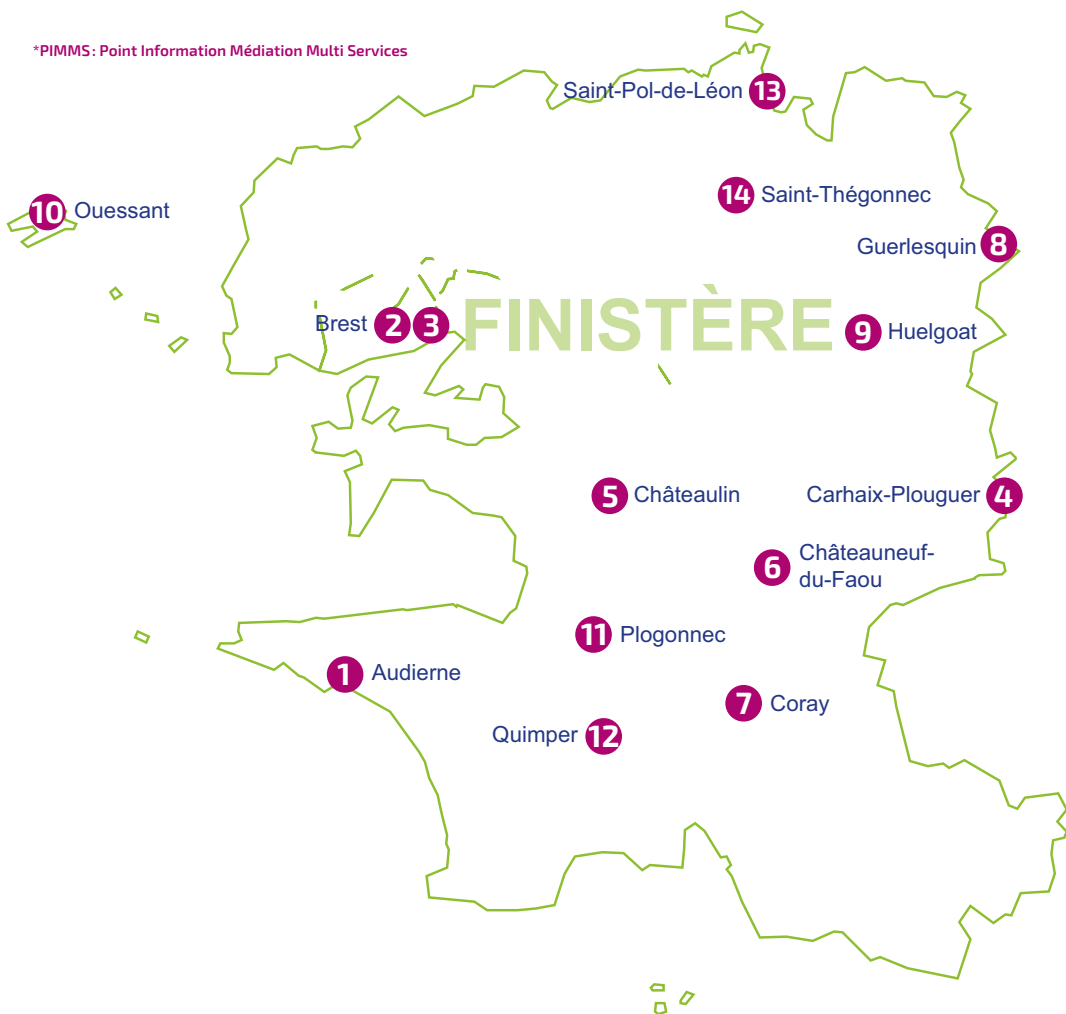 *PIMMS: Point Information Médiation Multi Services
Saint-Pol-de-Léon 13
14 Saint-Thégonnec
10 Ouessant
Guerlesquin 8
Brest 2 3
FINISTÈRE
9 Huelgoat
5 Châteaulin
Carhaix-Plouguer 4
6 Châteauneuf-
du-Faou
11 Plogonnec
1 Audierne
7 Coray
Quimper 12